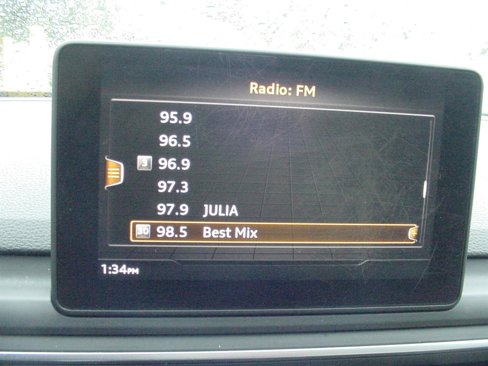 Radio: FM
95.9
96.5
3 96.9
97.3
97.9 JULIA
98.5 Best Mix
1:34PM